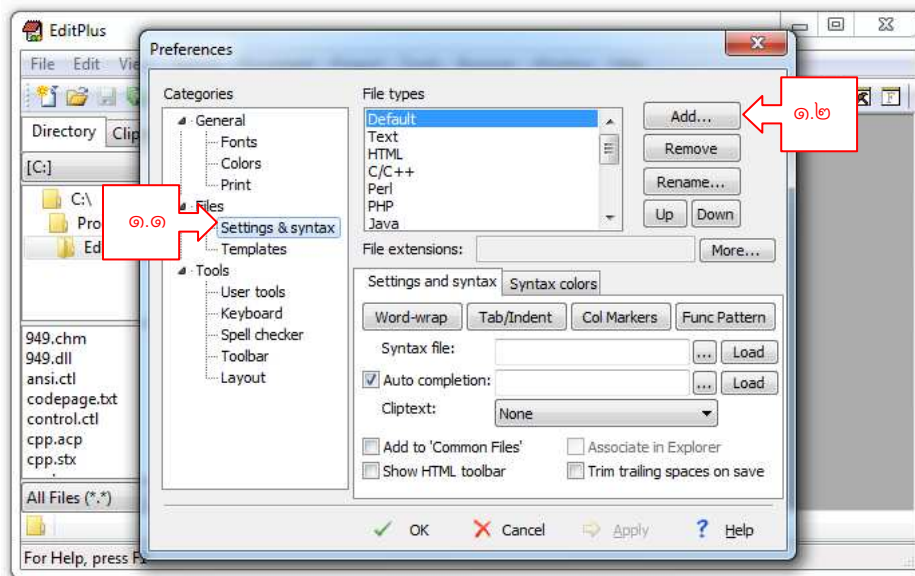 EditPlus
Preferences
File Edit Vie
Directory Clip
[C:]
C:\
Pro
Ed
949.chm
949.dll
ansi.ctl
codepage.txt
control.ctl
cpp.acp
cpp.stx
All Files (*.*)
For Help, press F1
Categories
General
Fonts
Colors
Print
Files
Settings & syntax
Templates
Tools
User tools
Keyboard
Spell checker
Toolbar
Layout
๑.๑
File types
Default
Text
HTML
C/C++
Perl
PHP
Java
Add...
Remove
Rename...
Up Down
๑.๒
File extensions: More...
Settings and syntax Syntax colors
Word-wrap Tab/Indent Col Markers Func Pattern
Syntax file: ... Load
Auto completion: ... Load
Cliptext: None
Add to 'Common Files' Associate in Explorer
Show HTML toolbar Trim trailing spaces on save
OK Cancel Apply ? Help